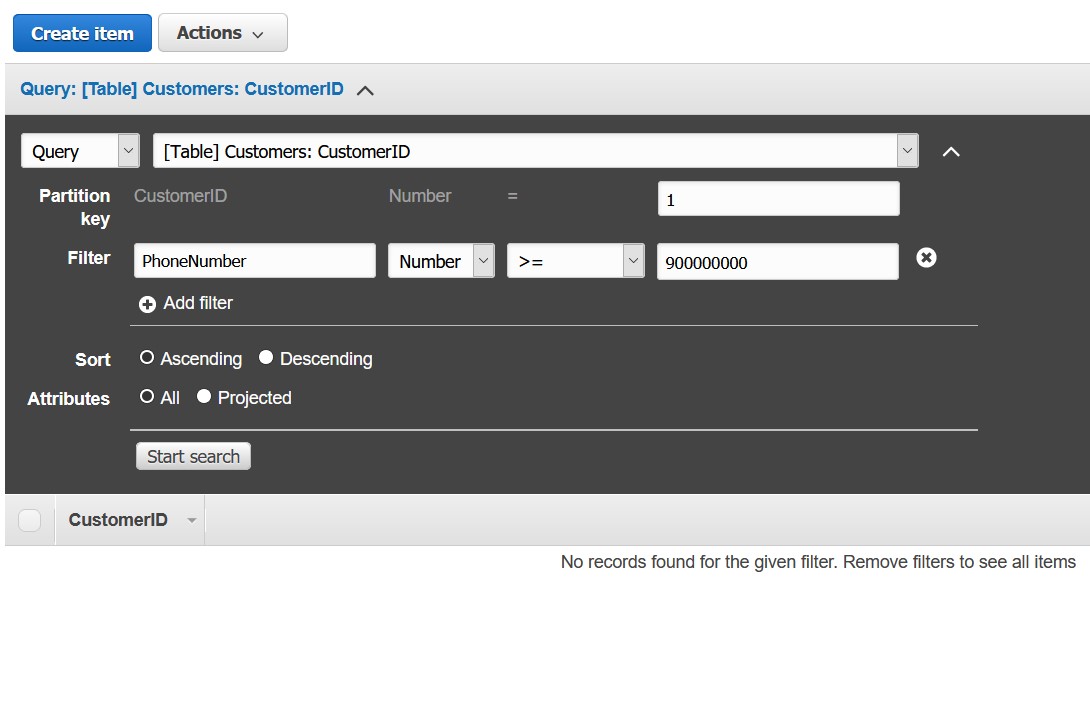 Create item Actions
Query: [Table] Customers: CustomerID
Query [Table] Customers: CustomerID
Partition key CustomerID Number = 1
Filter PhoneNumber Number >= 900000000
Add filter
Sort Ascending Descending
Attributes All Projected
Start search
CustomerID
No records found for the given filter. Remove filters to see all items